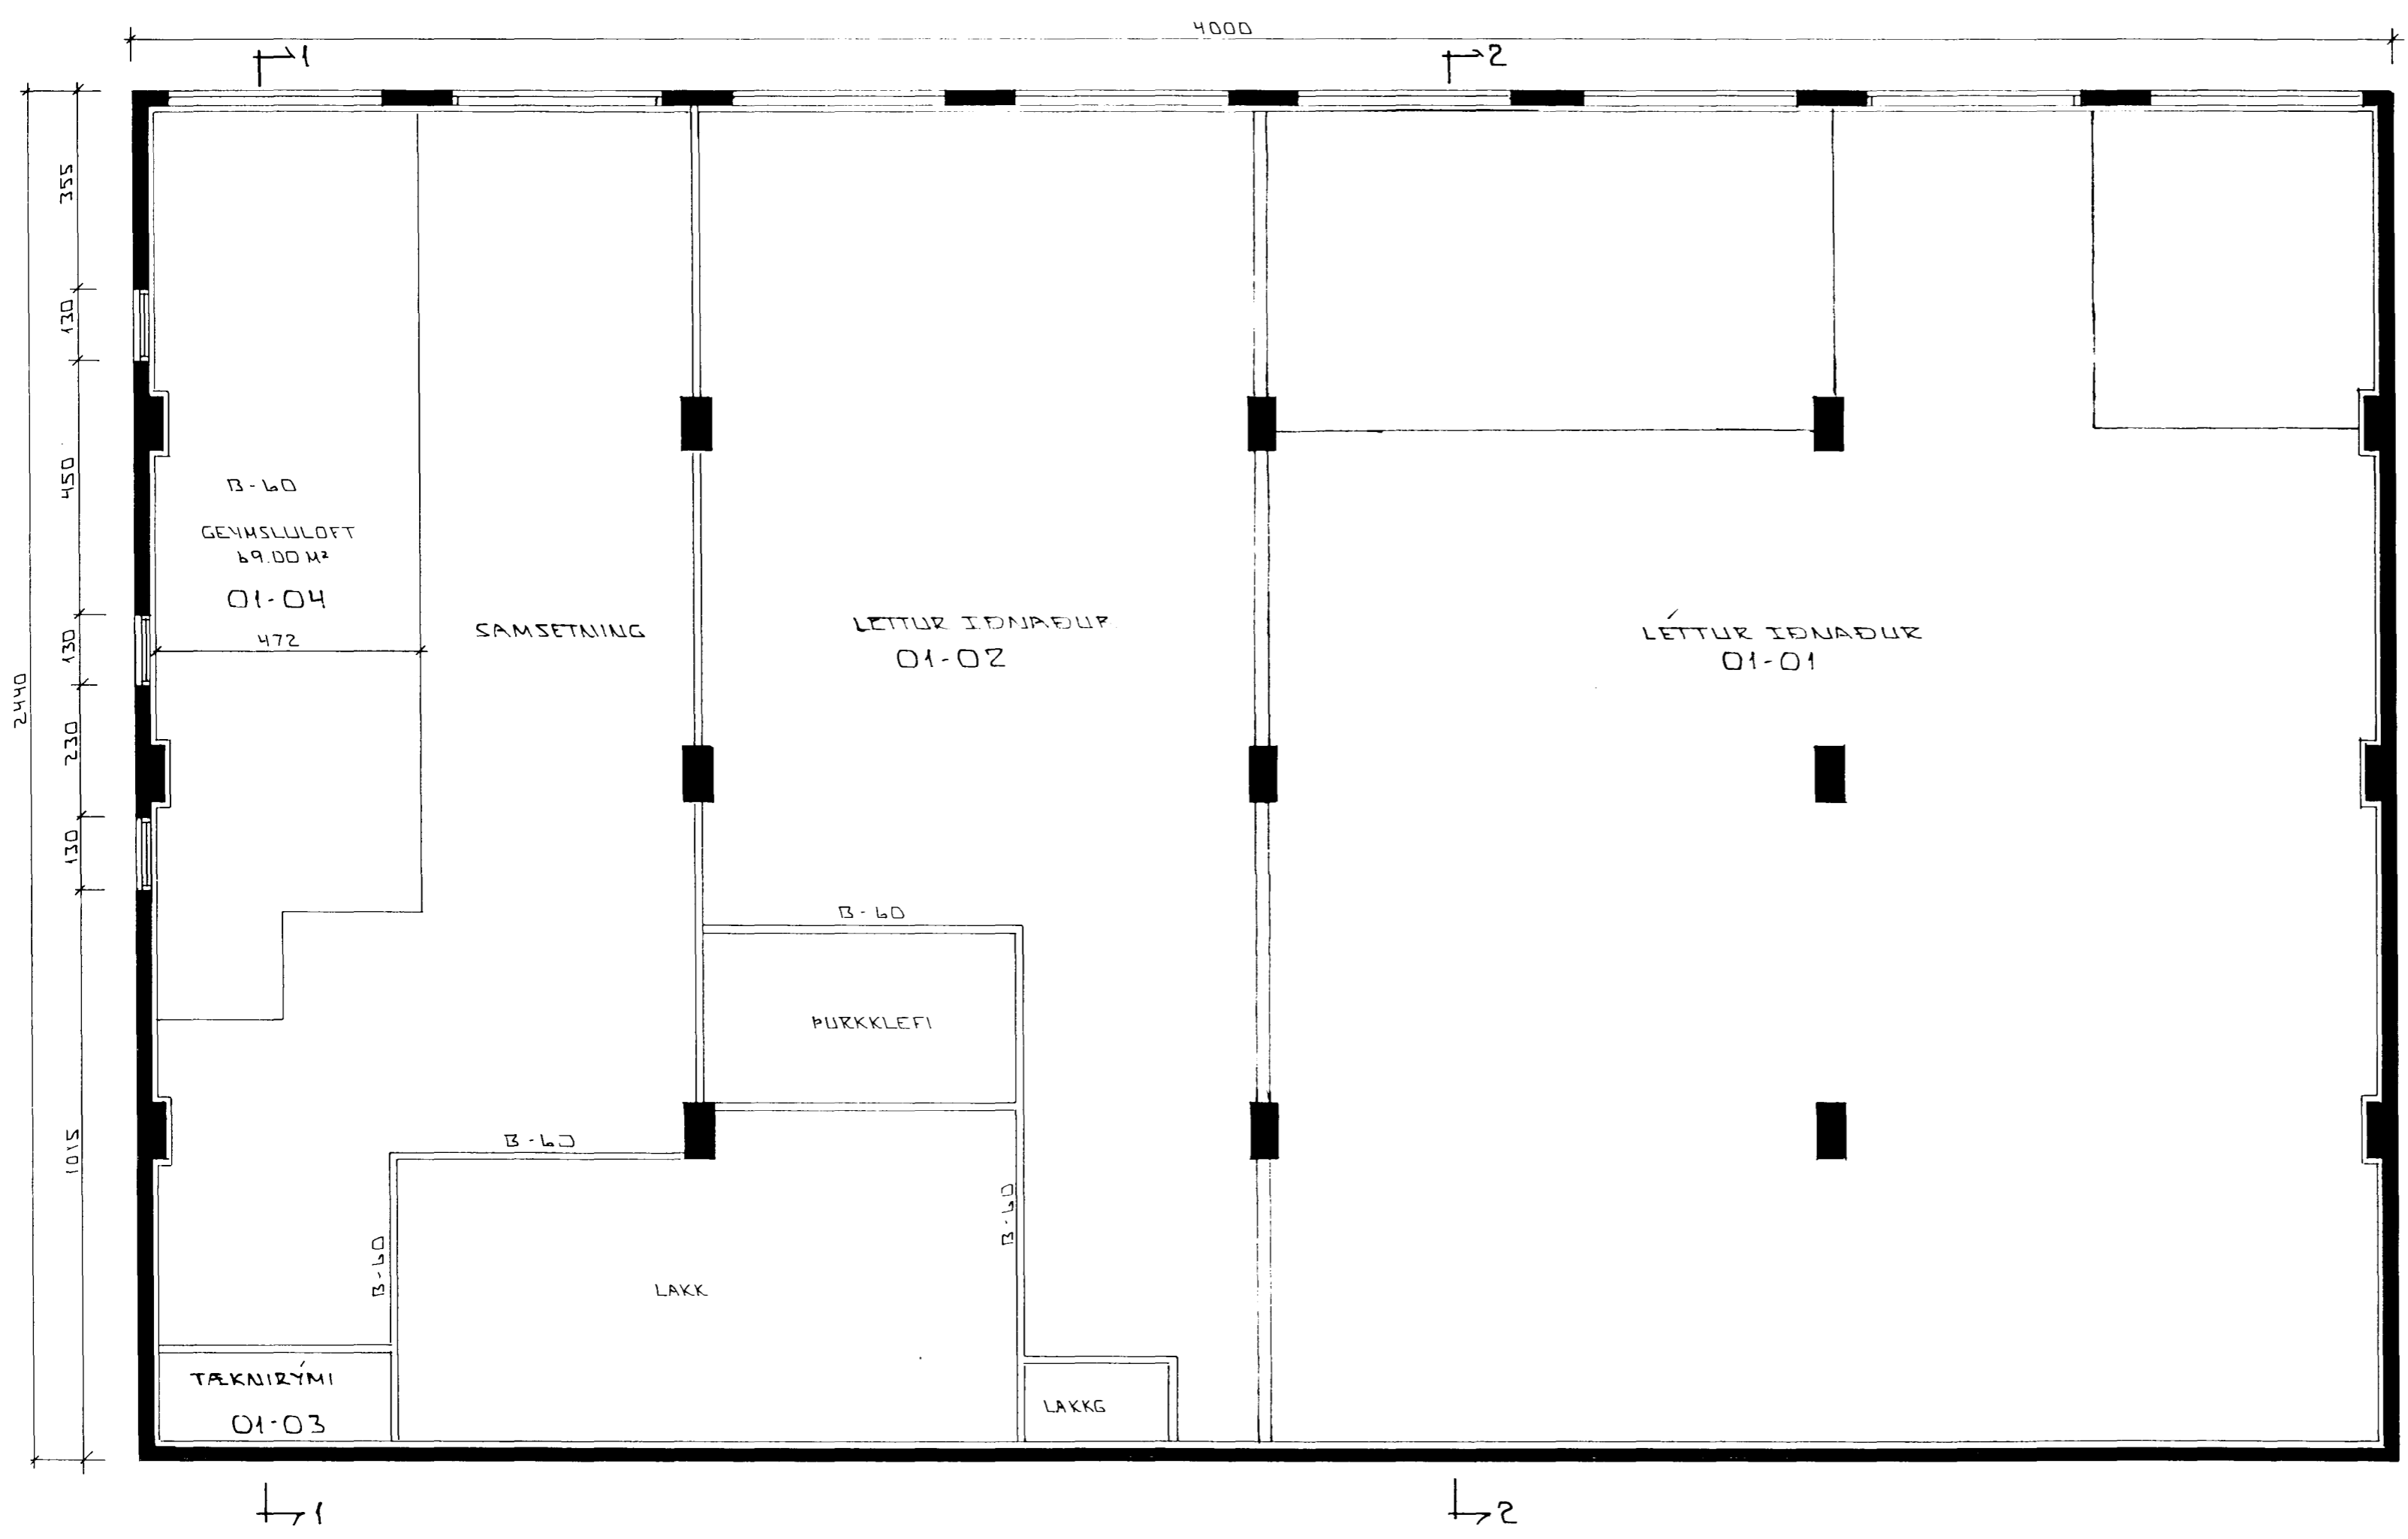 4000
1
2
355
130
450
130
230
130
1015
2440
B-60
GEYMSLULOFT
69.00 M²
01-04
472
SAMSETNING
LETTUR IÐNAÐUR
01-02
LÉTTUR IÐNAÐUR
01-01
B-60
ÞURKKLEFI
B-60
B-60
B-60
LAKK
TÆKNIRÝMI
01-03
LAKKG
1
2